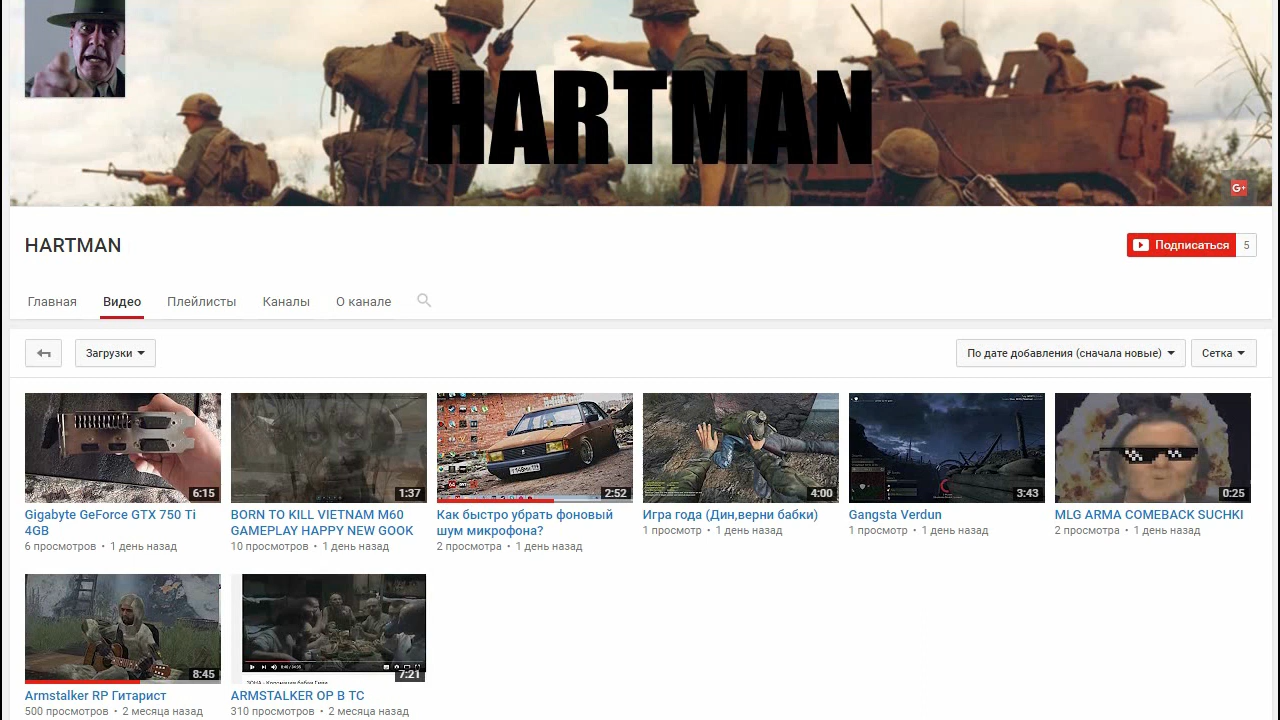 HARTMAN
G+
HARTMAN
Подписаться 5
Главная Видео Плейлисты Каналы О канале
Загрузки По дате добавления (сначала новые) Сетка
6:15 1:37 2:52 4:00 3:43 0:25
Gigabyte GeForce GTX 750 Ti
4GB
6 просмотров • 1 день назад
BORN TO KILL VIETNAM M60
GAMEPLAY HAPPY NEW GOOK
10 просмотров • 1 день назад
Как быстро убрать фоновый
шум микрофона?
2 просмотра • 1 день назад
Игра года (Дин,верни бабки)
1 просмотр • 1 день назад
Gangsta Verdun
1 просмотр • 1 день назад
MLG ARMA COMEBACK SUCHKI
2 просмотра • 1 день назад
8:45 7:21
Armstalker RP Гитарист
500 просмотров • 2 месяца назад
ARMSTALKER OP В ТС
310 просмотров • 2 месяца назад